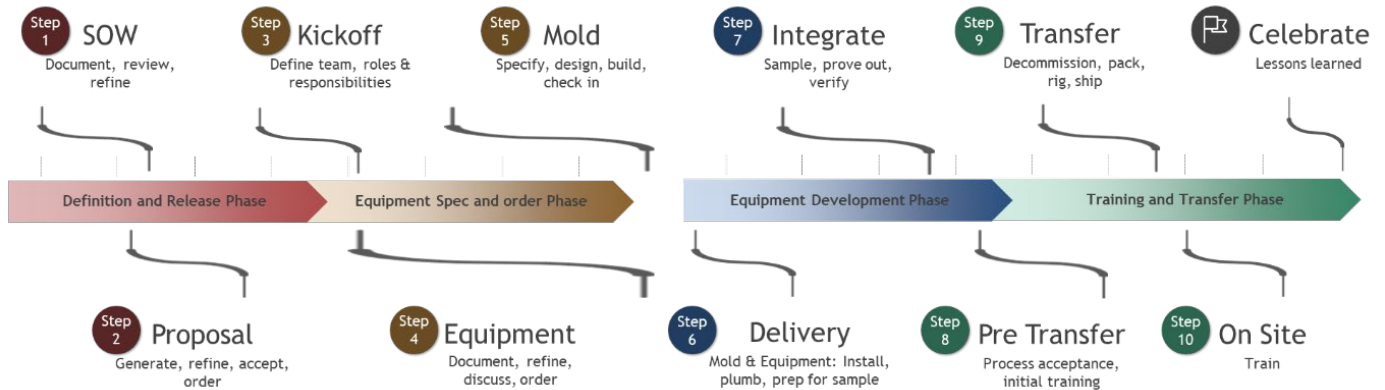 Step
1
SOW
Document, review,
refine
Step
3
Kickoff
Define team, roles &
responsibilities
Step
5
Mold
Specify, design, build,
check in
Step
7
Integrate
Sample, prove out,
verify
Step
9
Transfer
Decommission, pack,
rig, ship
Celebrate
Lessons learned
Definition and Release Phase
Equipment Spec and order Phase
Equipment Development Phase
Training and Transfer Phase
Step
2
Proposal
Generate, refine, accept,
order
Step
4
Equipment
Document, refine,
discuss, order
Step
6
Delivery
Mold & Equipment: Install,
plumb, prep for sample
Step
8
Pre Transfer
Process acceptance,
initial training
Step
10
On Site
Train